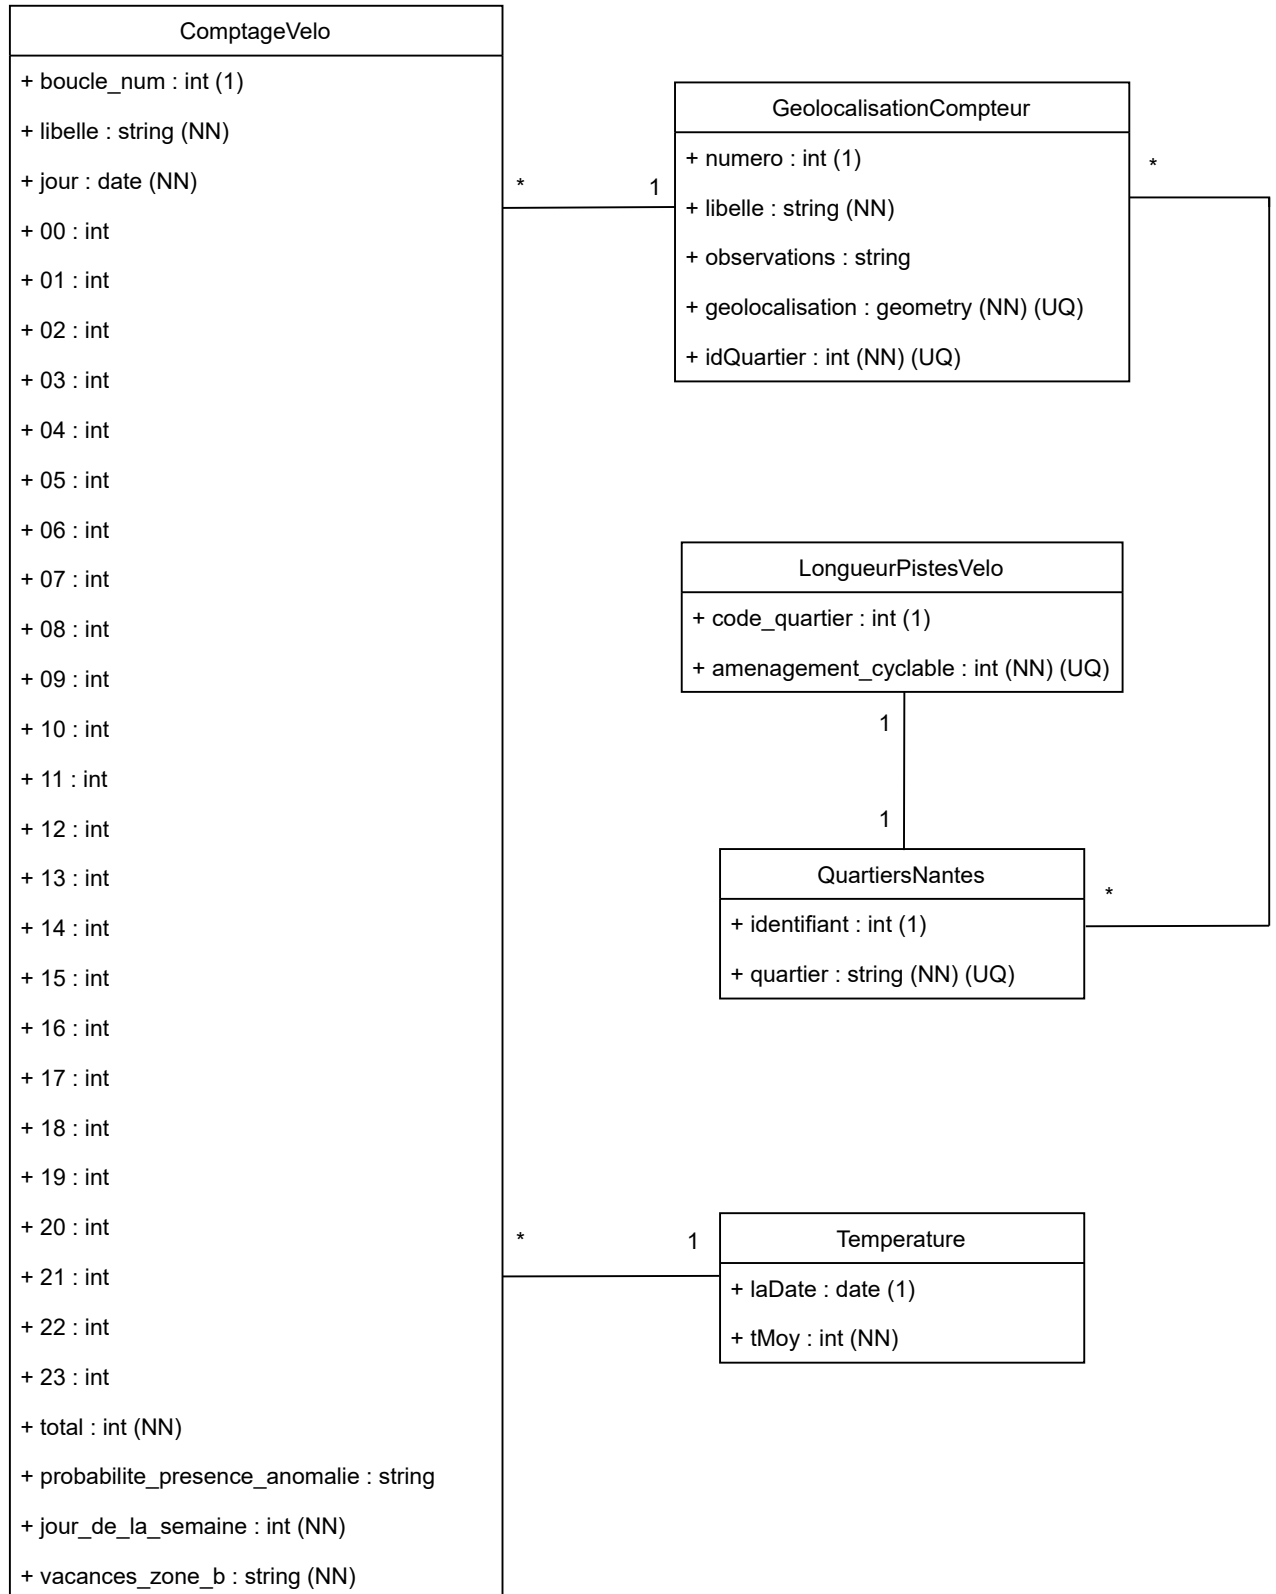 ComptageVelo
+ boucle_num : int (1)
+ libelle : string (NN)
+ jour : date (NN)
+ 00 : int
+ 01 : int
+ 02 : int
+ 03 : int
+ 04 : int
+ 05 : int
+ 06 : int
+ 07 : int
+ 08 : int
+ 09 : int
+ 10 : int
+ 11 : int
+ 12 : int
+ 13 : int
+ 14 : int
+ 15 : int
+ 16 : int
+ 17 : int
+ 18 : int
+ 19 : int
+ 20 : int
+ 21 : int
+ 22 : int
+ 23 : int
+ total : int (NN)
+ probabilite_presence_anomalie : string
+ jour_de_la_semaine : int (NN)
+ vacances_zone_b : string (NN)
*
1
GeolocalisationCompteur
+ numero : int (1)
+ libelle : string (NN)
+ observations : string
+ geolocalisation : geometry (NN) (UQ)
+ idQuartier : int (NN) (UQ)
*
LongueurPistesVelo
+ code_quartier : int (1)
+ amenagement_cyclable : int (NN) (UQ)
1
1
QuartiersNantes
+ identifiant : int (1)
+ quartier : string (NN) (UQ)
*
*
1
Temperature
+ laDate : date (1)
+ tMoy : int (NN)